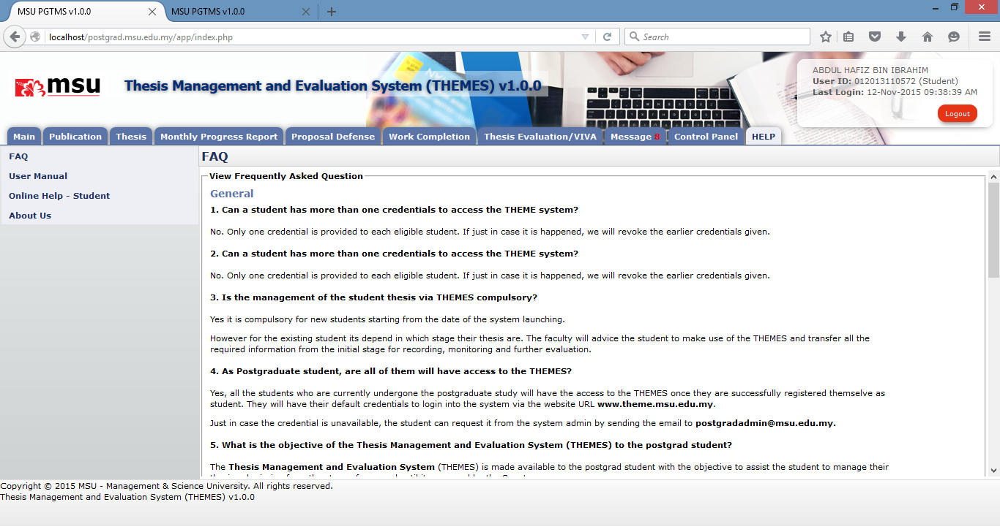 MSU PGTMS v1.0.0
MSU PGTMS v1.0.0
localhost/postgrad.msu.edu.my/app/index.php
Search
msu
Thesis Management and Evaluation System (THEMES) v1.0.0
ABDUL HAFIZ BIN IBRAHIM
User ID: 012013110572 (Student)
Last Login: 12-Nov-2015 09:38:39 AM
Logout
Main Publication Thesis Monthly Progress Report Proposal Defense Work Completion Thesis Evaluation/VIVA Message 8 Control Panel HELP
FAQ
User Manual
Online Help - Student
About Us
FAQ
View Frequently Asked Question
General
1. Can a student has more than one credentials to access the THEME system?
No. Only one credential is provided to each eligible student. If just in case it is happened, we will revoke the earlier credentials given.
2. Can a student has more than one credentials to access the THEME system?
No. Only one credential is provided to each eligible student. If just in case it is happened, we will revoke the earlier credentials given.
3. Is the management of the student thesis via THEMES compulsory?
Yes it is compulsory for new students starting from the date of the system launching.
However for the existing student its depend in which stage their thesis are. The faculty will advice the student to make use of the THEMES and transfer all the
required information from the initial stage for recording, monitoring and further evaluation.
4. As Postgraduate student, are all of them will have access to the THEMES?
Yes, all the students who are currently undergone the postgraduate study will have the access to the THEMES once they are successfully registered themselve as
student. They will have their default credentials to login into the system via the website URL www.theme.msu.edu.my.
Just in case the credential is unavailable, the student can request it from the system admin by sending the email to postgradadmin@msu.edu.my.
5. What is the objective of the Thesis Management and Evaluation System (THEMES) to the postgrad student?
The Thesis Management and Evaluation System (THEMES) is made available to the postgrad student with the objective to assist the student to manage their
Copyright © 2015 MSU - Management & Science University. All rights reserved.
Thesis Management and Evaluation System (THEMES) v1.0.0